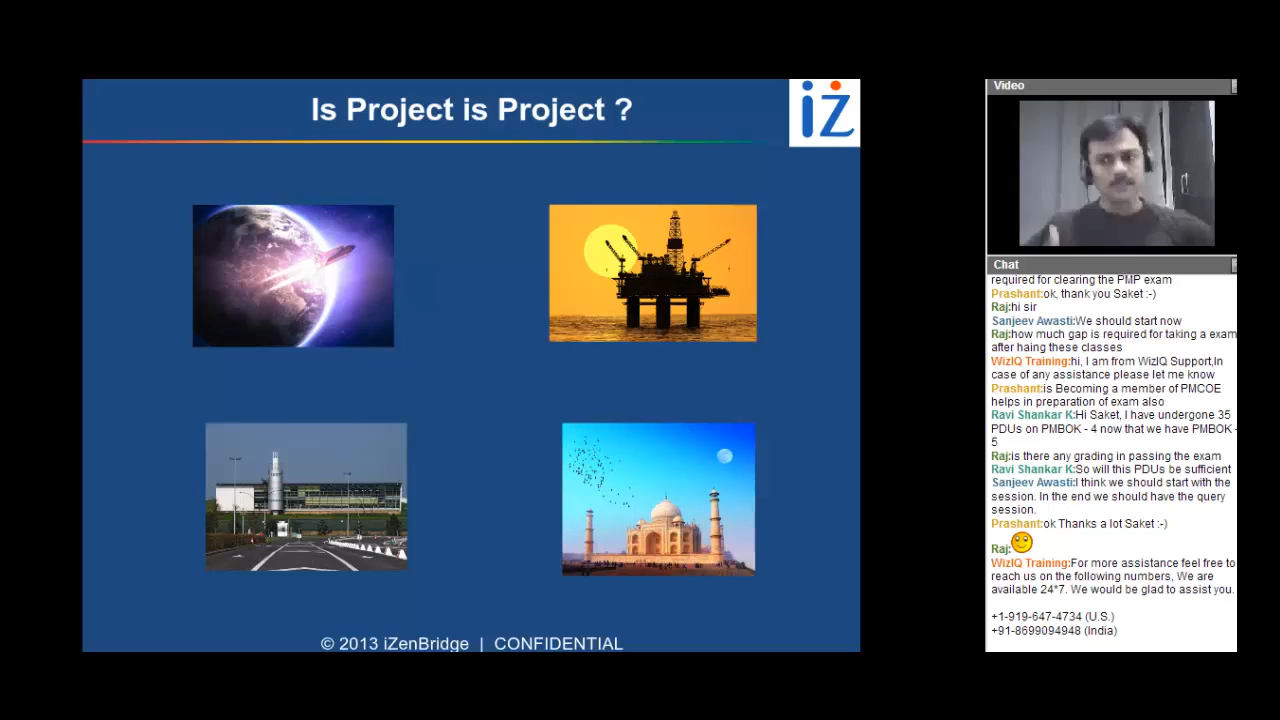 Is Project is Project ?
iZ
© 2013 iZenBridge | CONFIDENTIAL
Video
Chat
required for clearing the PMP exam
Prashant:ok, thank you Saket :-)
Raj:hi sir
Sanjeev Awasti:We should start now
Raj:how much gap is required for taking a exam
after haing these classes
WizIQ Training:hi, I am from WizIQ Support,In
case of any assistance please let me know
Prashant:is Becoming a member of PMCOE
helps in preparation of exam also
Ravi Shankar K:Hi Saket, I have undergone 35
PDUs on PMBOK - 4 now that we have PMBOK -
5
Raj:is there any grading in passing the exam
Ravi Shankar K:So will this PDUs be sufficient
Sanjeev Awasti:I think we should start with the
session. In the end we should have the query
session.
Prashant:ok Thanks a lot Saket :-)
Raj:
WizIQ Training:For more assistance feel free to
reach us on the following numbers, We are
available 24*7. We would be glad to assist you.
+1-919-647-4734 (U.S.)
+91-8699094948 (India)